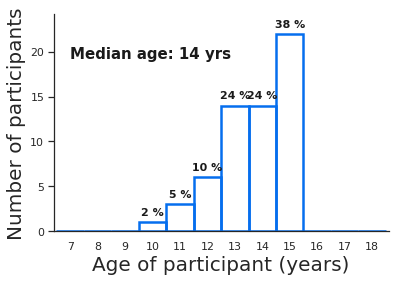 38 %
Median age: 14 yrs
24 % 24 %
10 %
5 %
2 %
20
15
10
5
0
7 8 9 10 11 12 13 14 15 16 17 18
Age of participant (years)
Number of participants